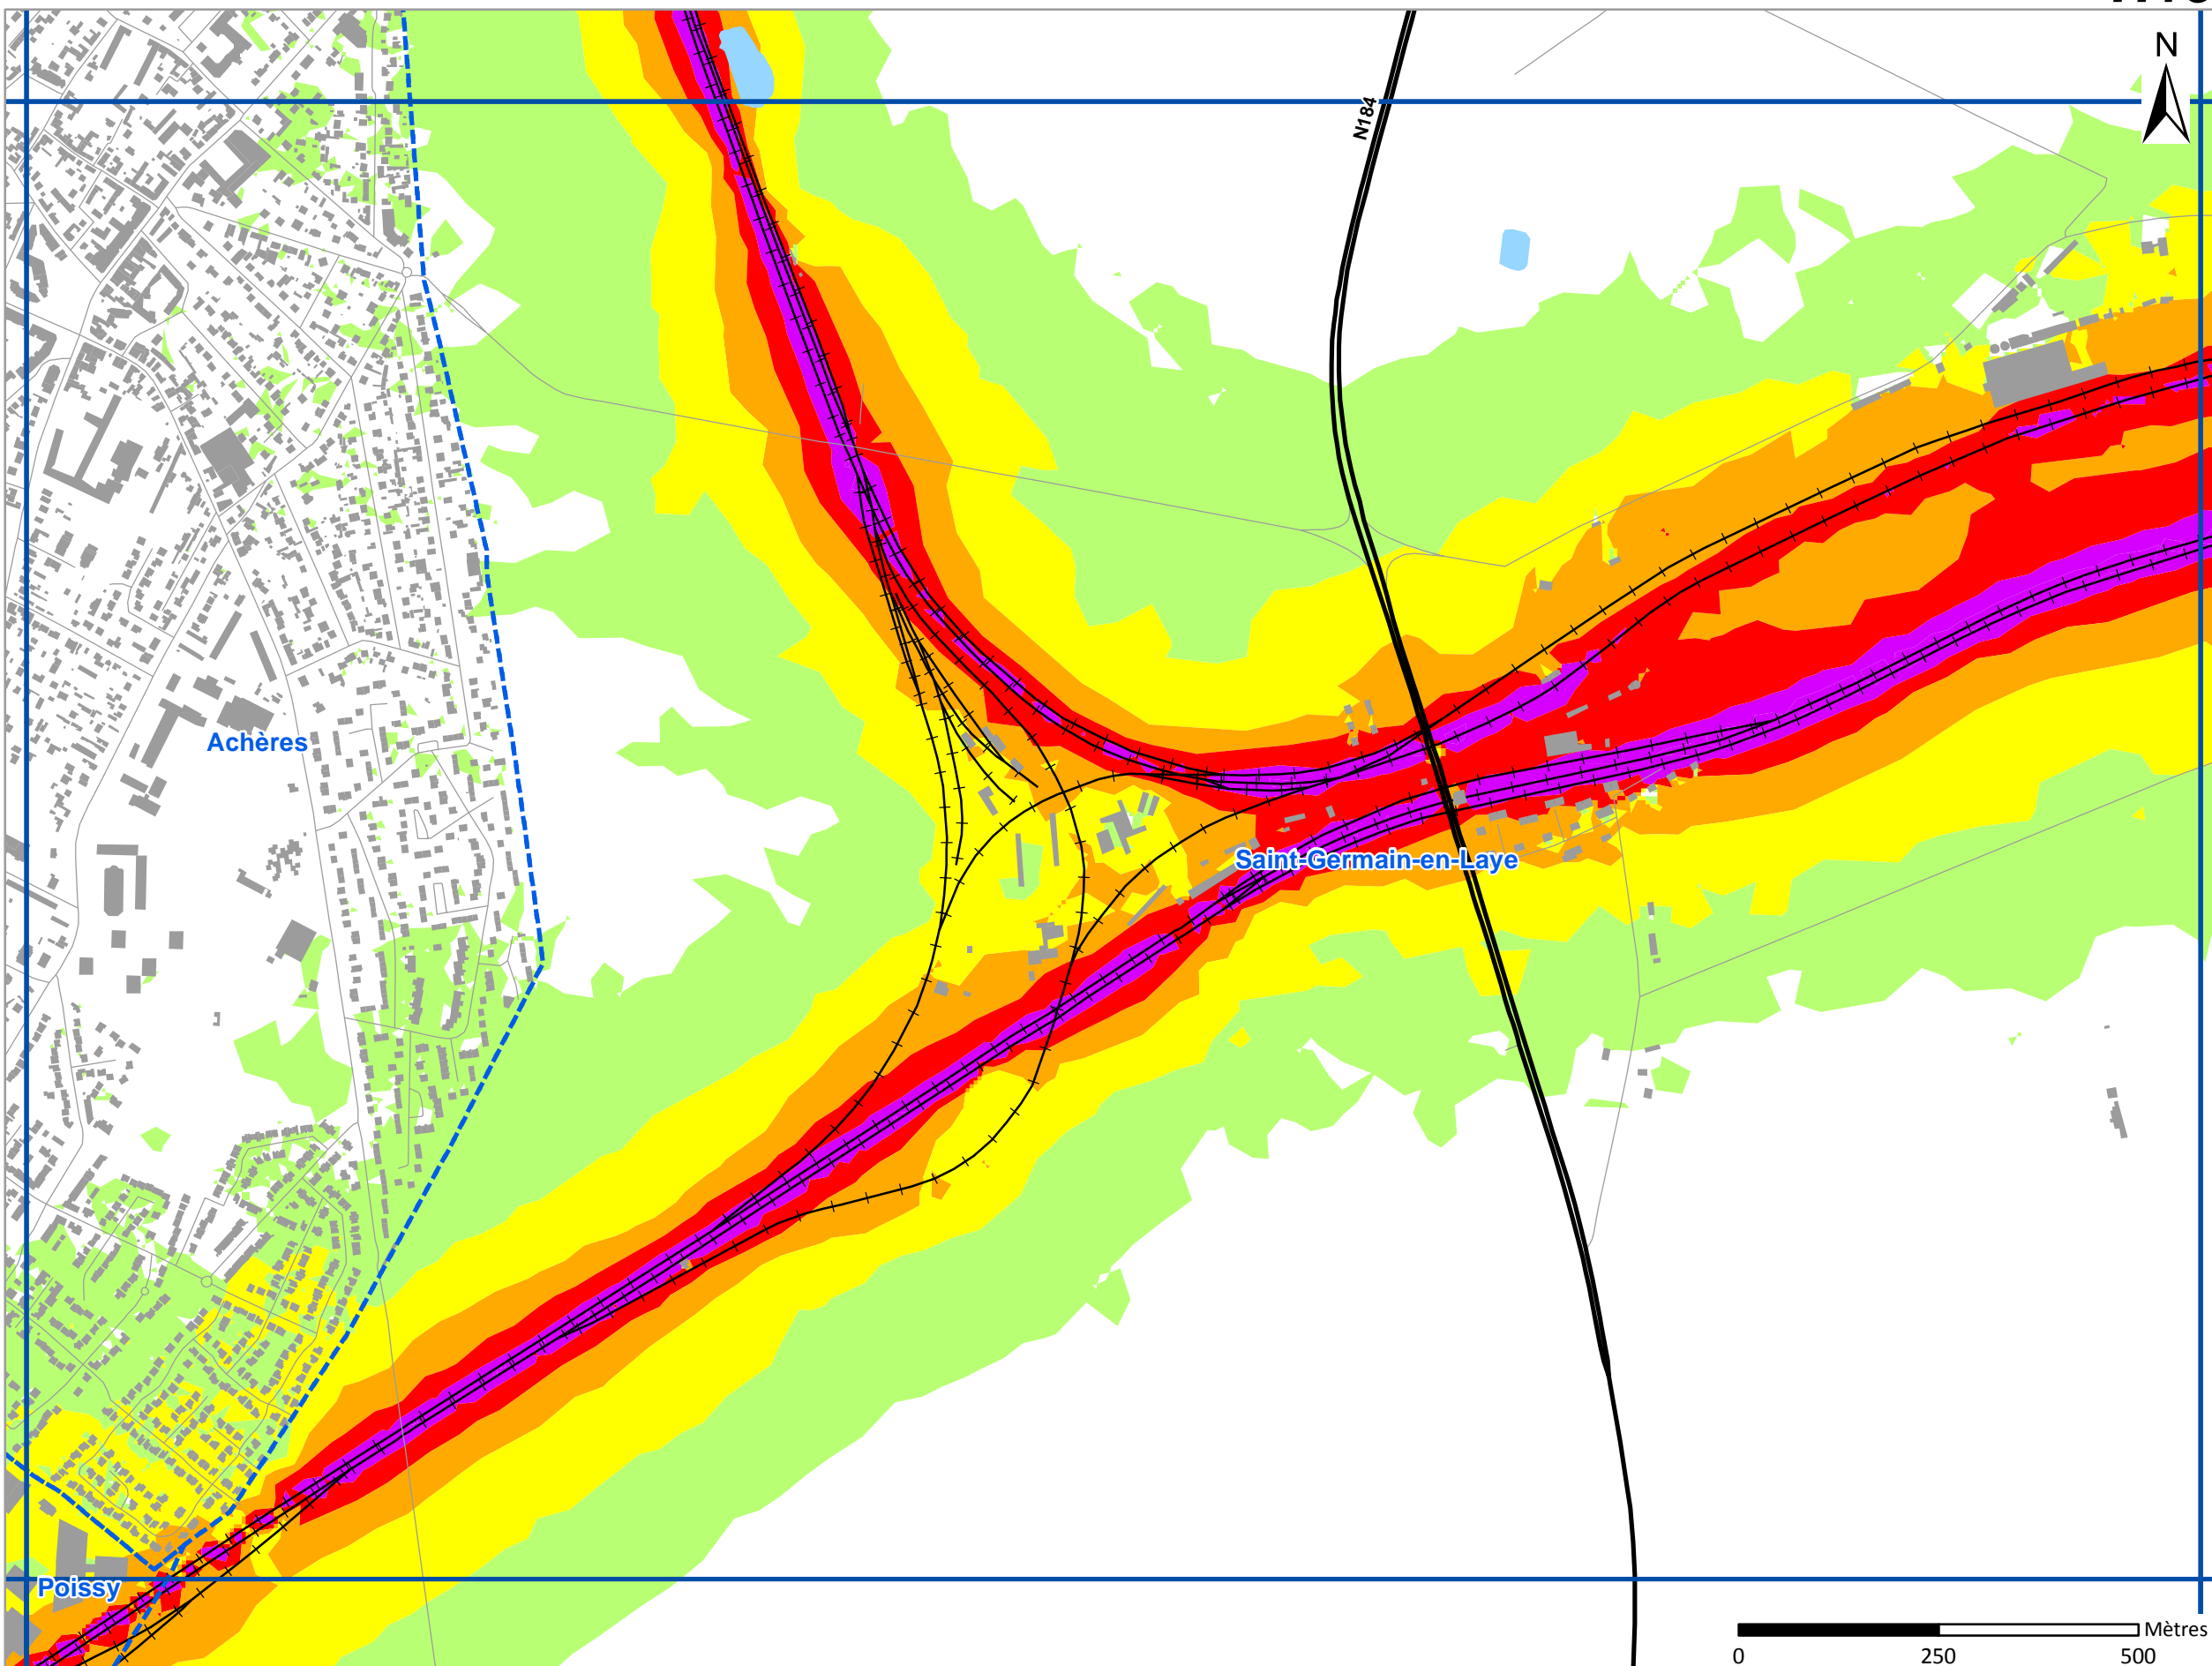 N
N184
Achères
Saint-Germain-en-Laye
Poissy
Mètres
0 250 500